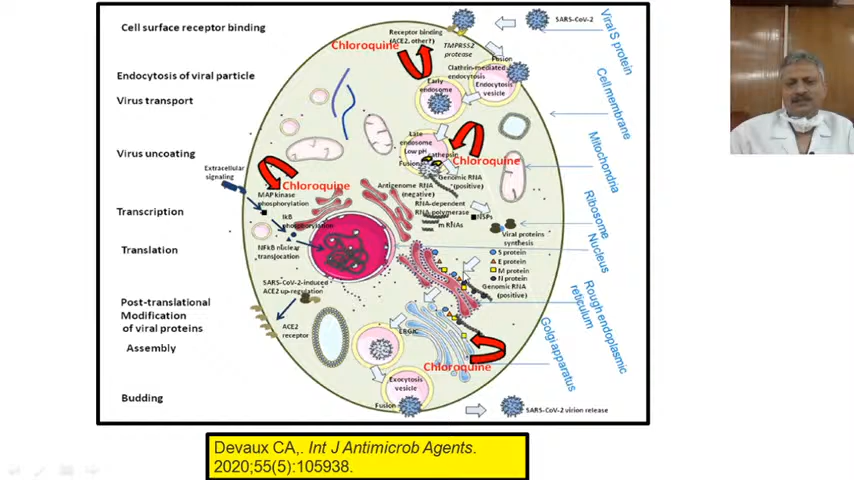 Cell surface receptor binding
Endocytosis of viral particle
Virus transport
Virus uncoating
Transcription
Translation
Post-translational
Modification
of viral proteins
Assembly
Budding
Receptor binding
(ACE2, other?)
Chloroquine
TMPRSS2
protease
SARS-CoV-2
Fusion
Clathrin-mediated
endocytosis
Endocytosis
vesicle
Early
endosome
Late
endosome
Low pH
Fusion
Cathepsin
Chloroquine
Genomic RNA
(positive)
Extracellular
signaling
Chloroquine
MAP kinase
phosphorylation
IkB
phosphorylation
NFkB nuclear
translocation
Antigenome RNA
(negative)
RNA-dependent
RNA-polymerase
m RNAs
NSPs
Viral proteins
synthesis
S protein
E protein
M protein
N protein
Genomic RNA
(positive)
SARS-CoV-2-induced
ACE2 up-regulation
ACE2
receptor
ERGIC
Chloroquine
Exocytosis
vesicle
Fusion
SARS-CoV-2 virion release
Viral S protein
Cell membrane
Mitochondria
Ribosome
Nucleus
Rough endoplasmic
reticulum
Golgi apparatus
Devaux CA,. Int J Antimicrob Agents.
2020;55(5):105938.